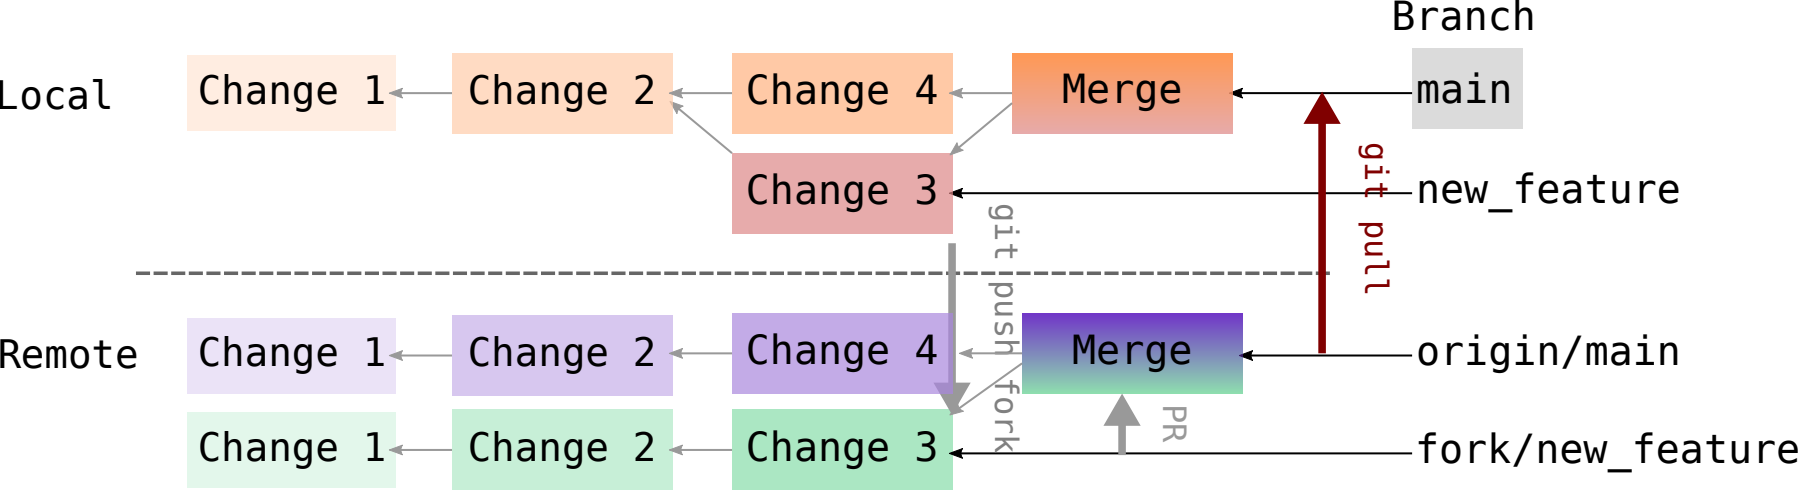 Branch
Local
Change 1
Change 2
Change 4
Merge
main
Change 3
new_feature
git pull
git push fork
Remote
Change 1
Change 2
Change 4
Merge
origin/main
PR
Change 1
Change 2
Change 3
fork/new_feature